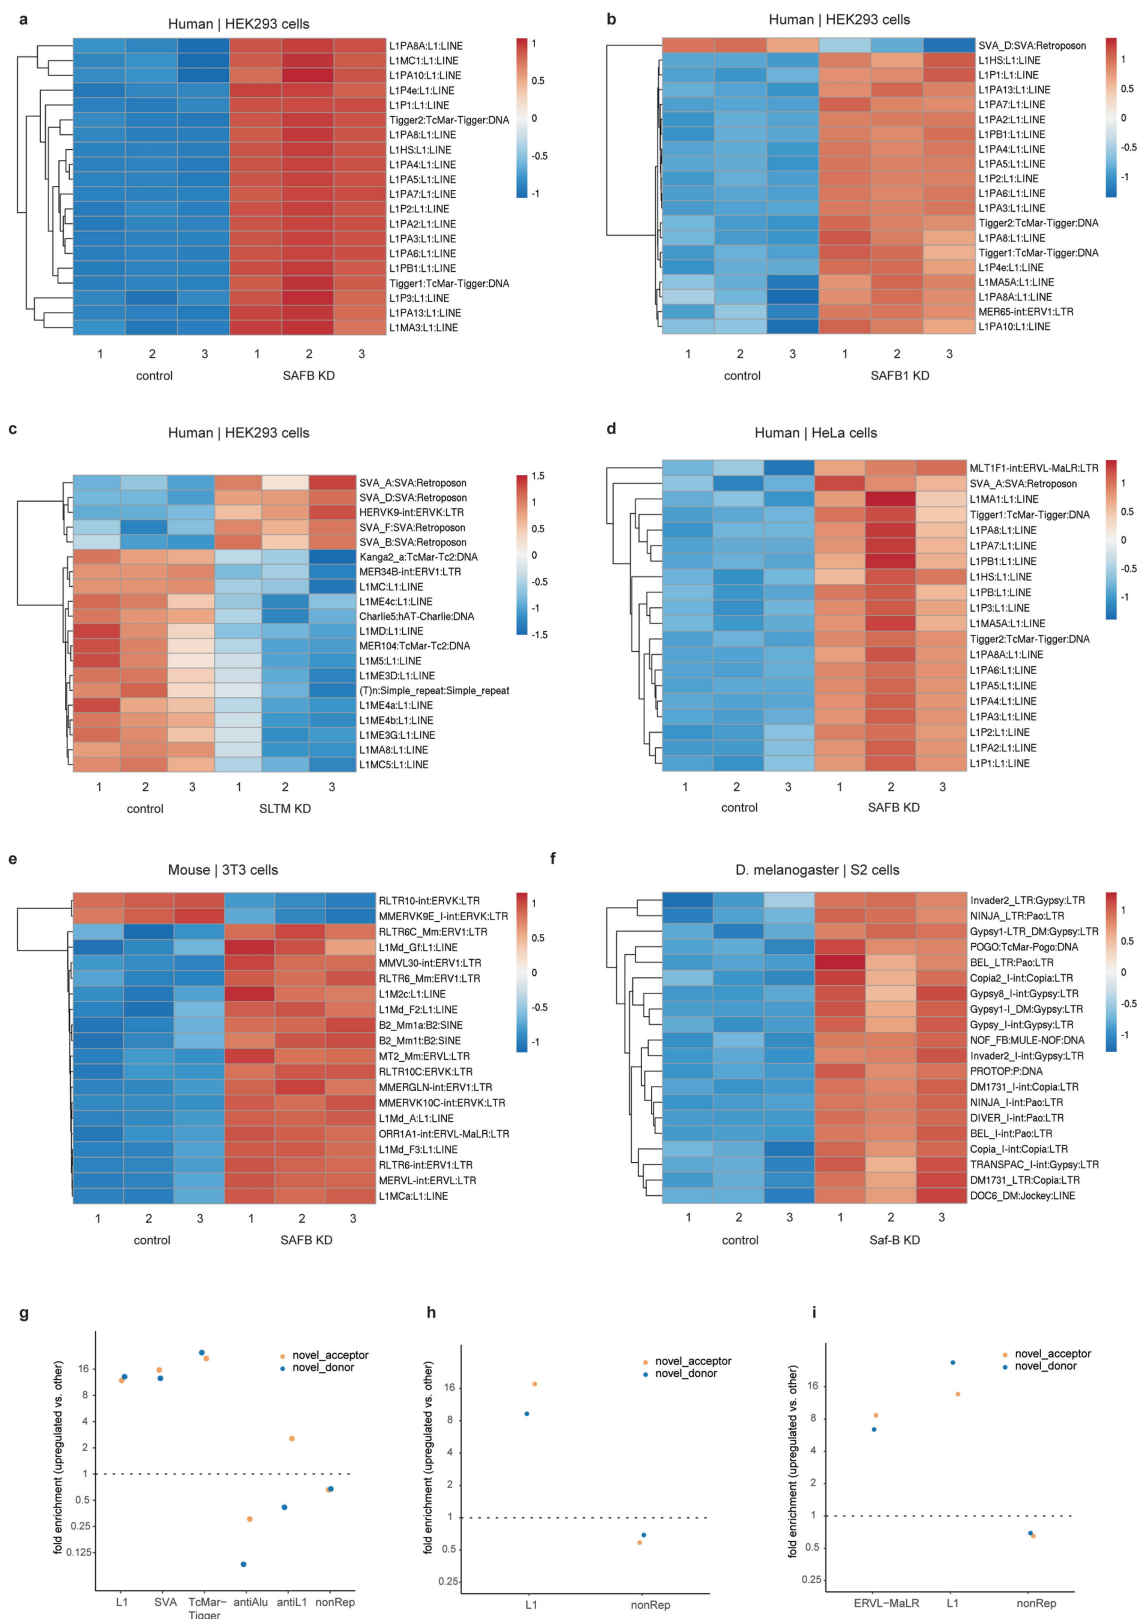 a
Human | HEK293 cells
L1PA8A:L1:LINE
L1MC1:L1:LINE
L1PA10:L1:LINE
L1P4e:L1:LINE
L1P1:L1:LINE
Tigger2:TcMar-Tigger:DNA
L1PA8:L1:LINE
L1HS:L1:LINE
L1PA4:L1:LINE
L1PA5:L1:LINE
L1PA7:L1:LINE
L1P2:L1:LINE
L1PA2:L1:LINE
L1PA3:L1:LINE
L1PA6:L1:LINE
L1PB1:L1:LINE
Tigger1:TcMar-Tigger:DNA
L1P3:L1:LINE
L1PA13:L1:LINE
L1MA3:L1:LINE
1
0.5
0
-0.5
-1
1 2 3 1 2 3
control SAFB KD
b
Human | HEK293 cells
SVA_D:SVA:Retroposon
L1HS:L1:LINE
L1P1:L1:LINE
L1PA13:L1:LINE
L1PA7:L1:LINE
L1PA2:L1:LINE
L1PB1:L1:LINE
L1PA4:L1:LINE
L1PA5:L1:LINE
L1P2:L1:LINE
L1PA6:L1:LINE
L1PA3:L1:LINE
Tigger2:TcMar-Tigger:DNA
L1PA8:L1:LINE
Tigger1:TcMar-Tigger:DNA
L1P4e:L1:LINE
L1MA5A:L1:LINE
L1PA8A:L1:LINE
MER65-int:ERV1:LTR
L1PA10:L1:LINE
1
0.5
0
-0.5
-1
1 2 3 1 2 3
control SAFB1 KD
c
Human | HEK293 cells
SVA_A:SVA:Retroposon
SVA_D:SVA:Retroposon
HERVK9-int:ERVK:LTR
SVA_F:SVA:Retroposon
SVA_B:SVA:Retroposon
Kanga2_a:TcMar-Tc2:DNA
MER34B-int:ERV1:LTR
L1MC:L1:LINE
L1ME4c:L1:LINE
Charlie5:hAT-Charlie:DNA
L1MD:L1:LINE
MER104:TcMar-Tc2:DNA
L1M5:L1:LINE
L1ME3D:L1:LINE
(T)n:Simple_repeat:Simple_repeat
L1ME4a:L1:LINE
L1ME4b:L1:LINE
L1ME3G:L1:LINE
L1MA8:L1:LINE
L1MC5:L1:LINE
1.5
1
0.5
0
-0.5
-1
-1.5
1 2 3 1 2 3
control SLTM KD
d
Human | HeLa cells
MLT1F1-int:ERVL-MaLR:LTR
SVA_A:SVA:Retroposon
L1MA1:L1:LINE
Tigger1:TcMar-Tigger:DNA
L1PA8:L1:LINE
L1PA7:L1:LINE
L1PB1:L1:LINE
L1HS:L1:LINE
L1PB:L1:LINE
L1P3:L1:LINE
L1MA5A:L1:LINE
Tigger2:TcMar-Tigger:DNA
L1PA8A:L1:LINE
L1PA6:L1:LINE
L1PA5:L1:LINE
L1PA4:L1:LINE
L1PA3:L1:LINE
L1P2:L1:LINE
L1PA2:L1:LINE
L1P1:L1:LINE
1
0.5
0
-0.5
-1
1 2 3 1 2 3
control SAFB KD
e
Mouse | 3T3 cells
RLTR10-int:ERVK:LTR
MMERVK9E_I-int:ERVK:LTR
RLTR6C_Mm:ERV1:LTR
L1Md_Gf:L1:LINE
MMVL30-int:ERV1:LTR
RLTR6_Mm:ERV1:LTR
L1M2c:L1:LINE
L1Md_F2:L1:LINE
B2_Mm1a:B2:SINE
B2_Mm1t:B2:SINE
MT2_Mm:ERVL:LTR
RLTR10C:ERVK:LTR
MMERGLN-int:ERV1:LTR
MMERVK10C-int:ERVK:LTR
L1Md_A:L1:LINE
ORR1A1-int:ERVL-MaLR:LTR
L1Md_F3:L1:LINE
RLTR6-int:ERV1:LTR
MERVL-int:ERVL:LTR
L1MCa:L1:LINE
1
0.5
0
-0.5
-1
1 2 3 1 2 3
control SAFB KD
f
D. melanogaster | S2 cells
Invader2_LTR:Gypsy:LTR
NINJA_LTR:Pao:LTR
Gypsy1-LTR_DM:Gypsy:LTR
POGO:TcMar-Pogo:DNA
BEL_LTR:Pao:LTR
Copia2_I-int:Copia:LTR
Gypsy8_I-int:Gypsy:LTR
Gypsy1-I_DM:Gypsy:LTR
Gypsy_I-int:Gypsy:LTR
NOF_FB:MULE-NOF:DNA
Invader2_I-int:Gypsy:LTR
PROTOP:P:DNA
DM1731_I-int:Copia:LTR
NINJA_I-int:Pao:LTR
DIVER_I-int:Pao:LTR
BEL_I-int:Pao:LTR
Copia_I-int:Copia:LTR
TRANSPAC_I-int:Gypsy:LTR
DM1731_LTR:Copia:LTR
DOC6_DM:Jockey:LINE
1
0.5
0
-0.5
-1
1 2 3 1 2 3
control Saf-B KD
g
fold enrichment (upregulated vs. other)
16
8
4
2
1
0.5
0.25
0.125
novel_acceptor
novel_donor
L1 SVA TcMar− antiAlu antiL1 nonRep
Tigger
h
fold enrichment (upregulated vs. other)
16
8
4
2
1
0.5
0.25
novel_acceptor
novel_donor
L1 nonRep
i
fold enrichment (upregulated vs. other)
16
8
4
2
1
0.5
0.25
novel_acceptor
novel_donor
ERVL−MaLR L1 nonRep